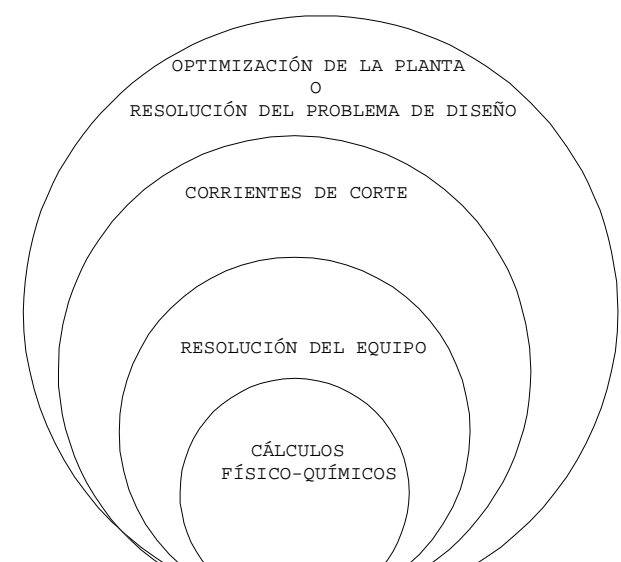 OPTIMIZACIÓN DE LA PLANTA
O
RESOLUCIÓN DEL PROBLEMA DE DISEÑO
CORRIENTES DE CORTE
RESOLUCIÓN DEL EQUIPO
CÁLCULOS
FÍSICO-QUÍMICOS